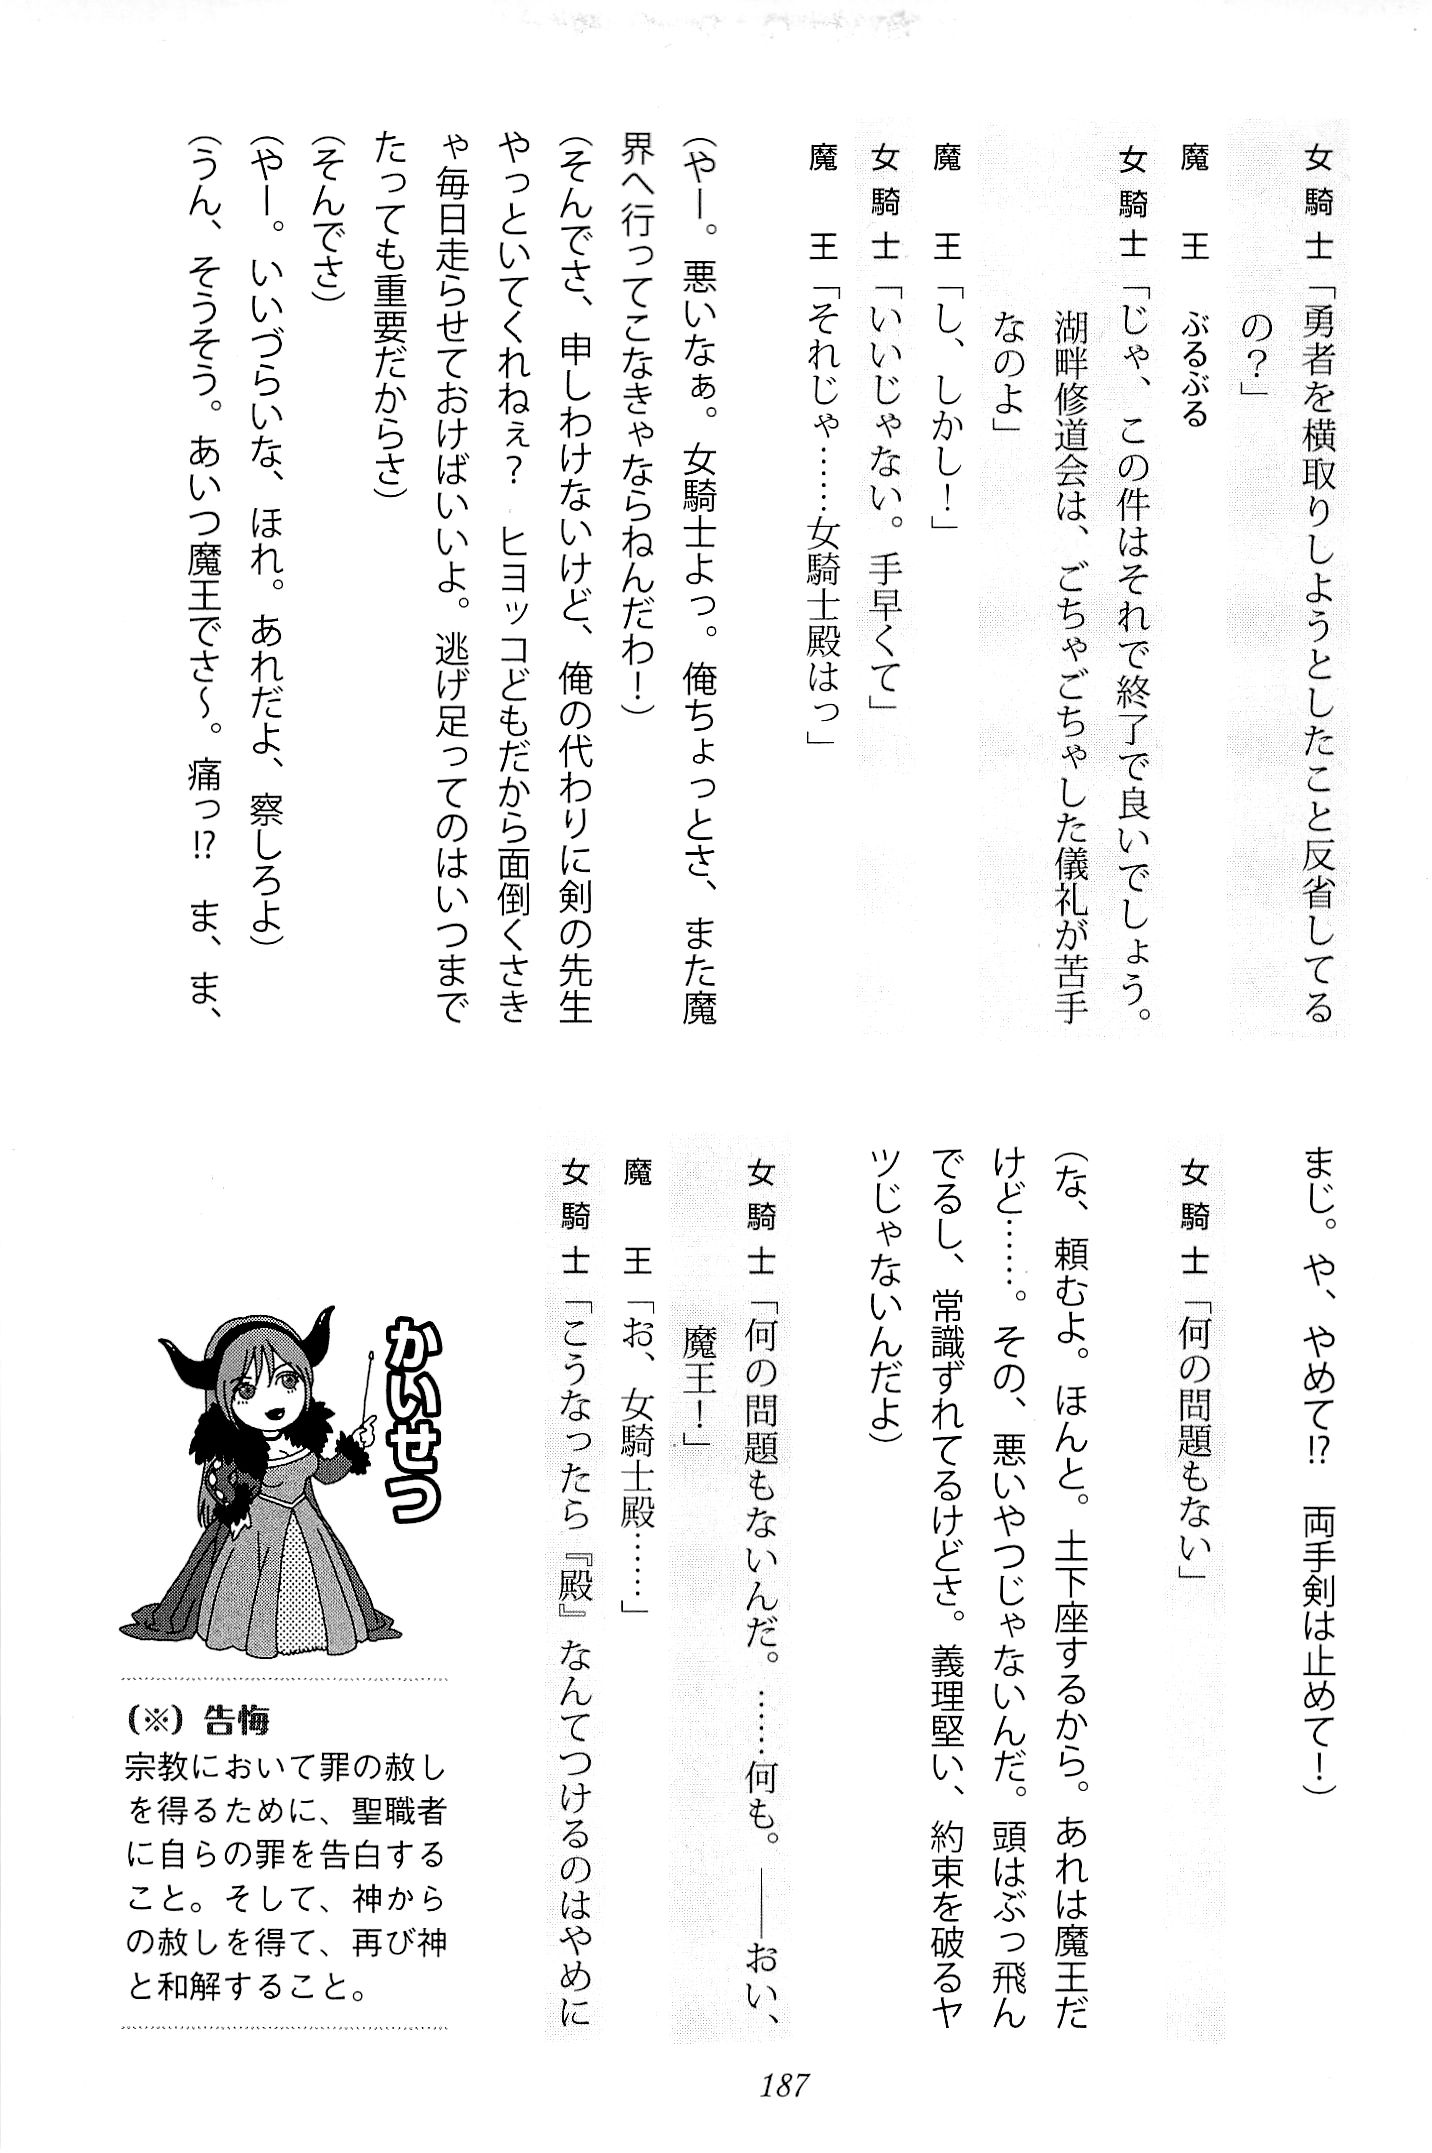 女騎士「勇者を横取りしようとしたこと反省してる
の？」
魔　王　ぶるぶる
女騎士「じゃ、この件はそれで終了で良いでしょう。
湖畔修道会は、ごちゃごちゃした儀礼が苦手
なのよ」
魔　王「し、しかし！」
女騎士「いいじゃない。手早くて」
魔　王「それじゃ……女騎士殿はっ」
（やー。悪いなぁ。女騎士よっ。俺ちょっとさ、また魔
界へ行ってこなきゃならねんだわ！）
（そんでさ、申しわけないけど、俺の代わりに剣の先生
やっといてくれねぇ？　ヒヨッコどもだから面倒くさき
ゃ毎日走らせておけばいいよ。逃げ足ってのはいつまで
たっても重要だからさ）
（そんでさ）
（やー。いいづらいな、ほれ。あれだよ、察しろよ）
（うん、そうそう。あいつ魔王でさ～。痛っ!?　ま、ま、
まじ。や、やめて!?　両手剣は止めて！）
女騎士「何の問題もない」
（な、頼むよ。ほんと。土下座するから。あれは魔王だ
けど……。その、悪いやつじゃないんだ。頭はぶっ飛ん
でるし、常識ずれてるけどさ。義理堅い、約束を破るヤ
ツじゃないんだよ）
女騎士「何の問題もないんだ。……何も。――おい、
魔王！」
魔　王「お、女騎士殿……」
女騎士「こうなったら『殿』なんてつけるのはやめに
かいせつ
（※）告悔
宗教において罪の赦し
を得るために、聖職者
に自らの罪を告白する
こと。そして、神から
の赦しを得て、再び神
と和解すること。
187